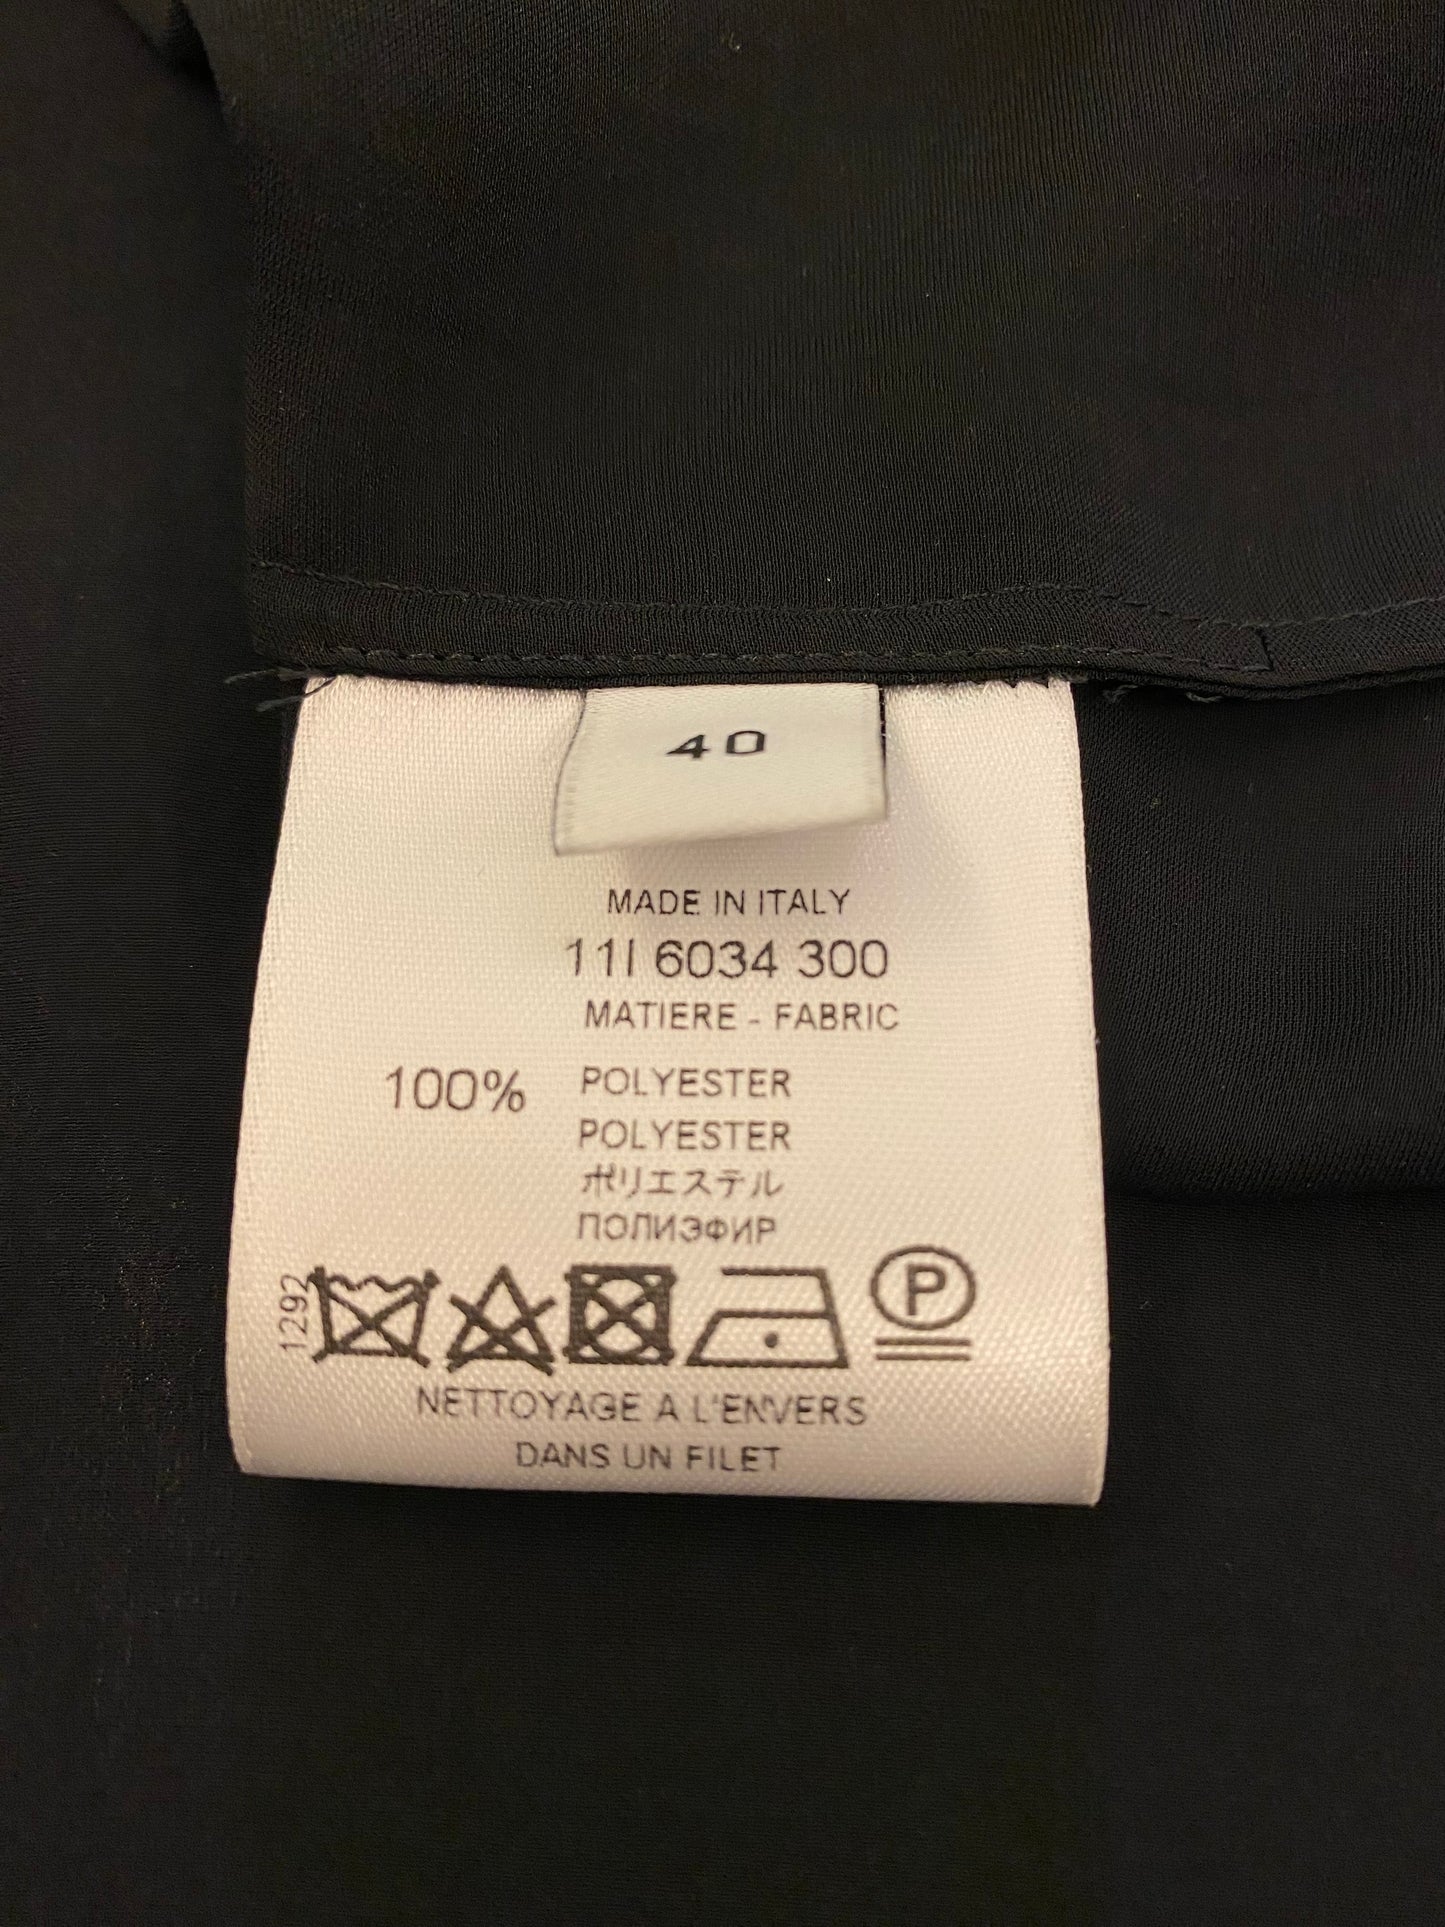 40
MADE IN ITALY
11I 6034 300
MATIERE - FABRIC
100% POLYESTER
POLYESTER
ポリエステル
ПОЛИЭФИР
1292
P
NETTOYAGE A L'ENVERS
DANS UN FILET